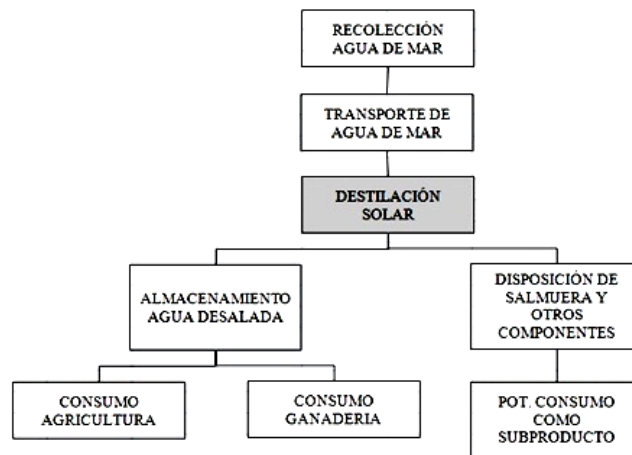 RECOLECCIÓN
AGUA DE MAR
TRANSPORTE DE
AGUA DE MAR
DESTILACIÓN
SOLAR
ALMACENAMIENTO
AGUA DESALADA
DISPOSICIÓN DE
SALMUERA Y
OTROS
COMPONENTES
CONSUMO
AGRICULTURA
CONSUMO
GANADERIA
POT. CONSUMO
COMO
SUBPRODUCTO